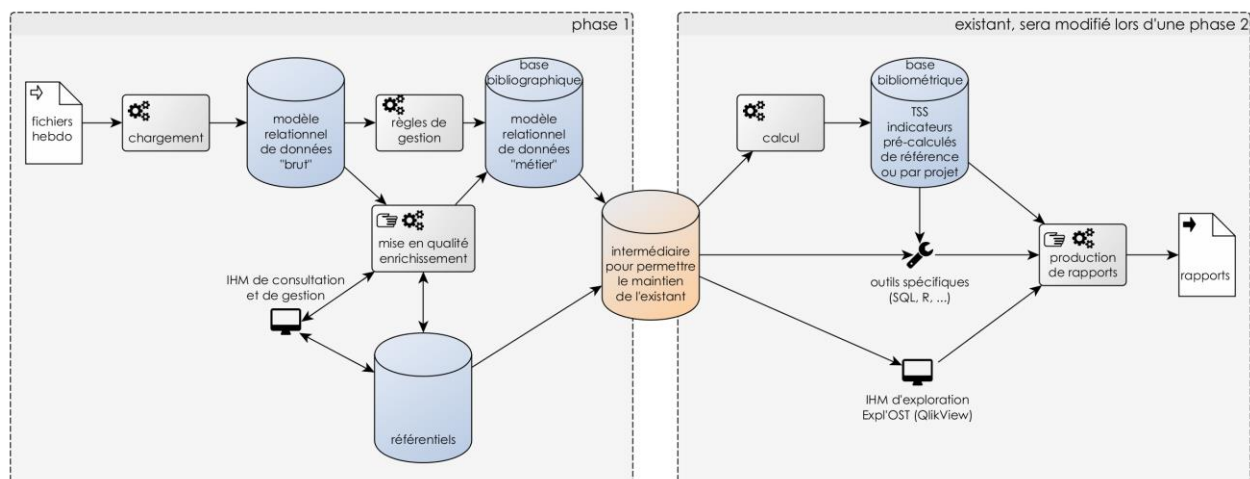 phase 1
fichiers
hebdo
chargement
modèle
relationnel
de données
"brut"
règles de
gestion
base
bibliographique
modèle
relationnel
de données
"métier"
mise en qualité
enrichissement
IHM de consultation
et de gestion
référentiels
intermédiaire
pour permettre
le maintien
de l'existant
existant, sera modifié lors d'une phase 2
calcul
base
bibliométrique
TSS
indicateurs
pré-calculés
de référence
ou par projet
outils spécifiques
(SQL, R, ...)
production
de rapports
rapports
IHM d'exploration
Expl'OST (QlikView)